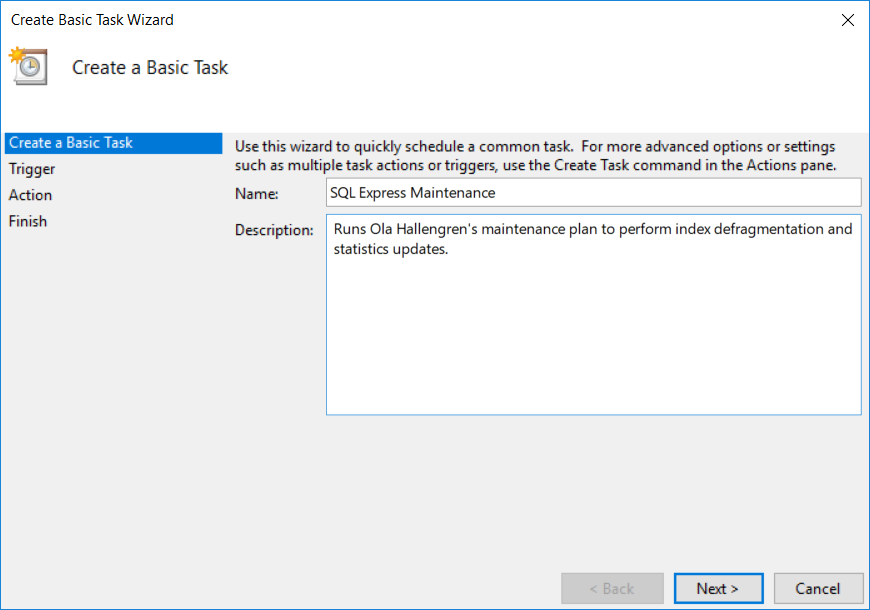 Create Basic Task Wizard
Create a Basic Task
Create a Basic Task
Trigger
Action
Finish
Use this wizard to quickly schedule a common task.  For more advanced options or settings
such as multiple task actions or triggers, use the Create Task command in the Actions pane.
Name: SQL Express Maintenance
Description: Runs Ola Hallengren's maintenance plan to perform index defragmentation and
statistics updates.
< Back Next > Cancel